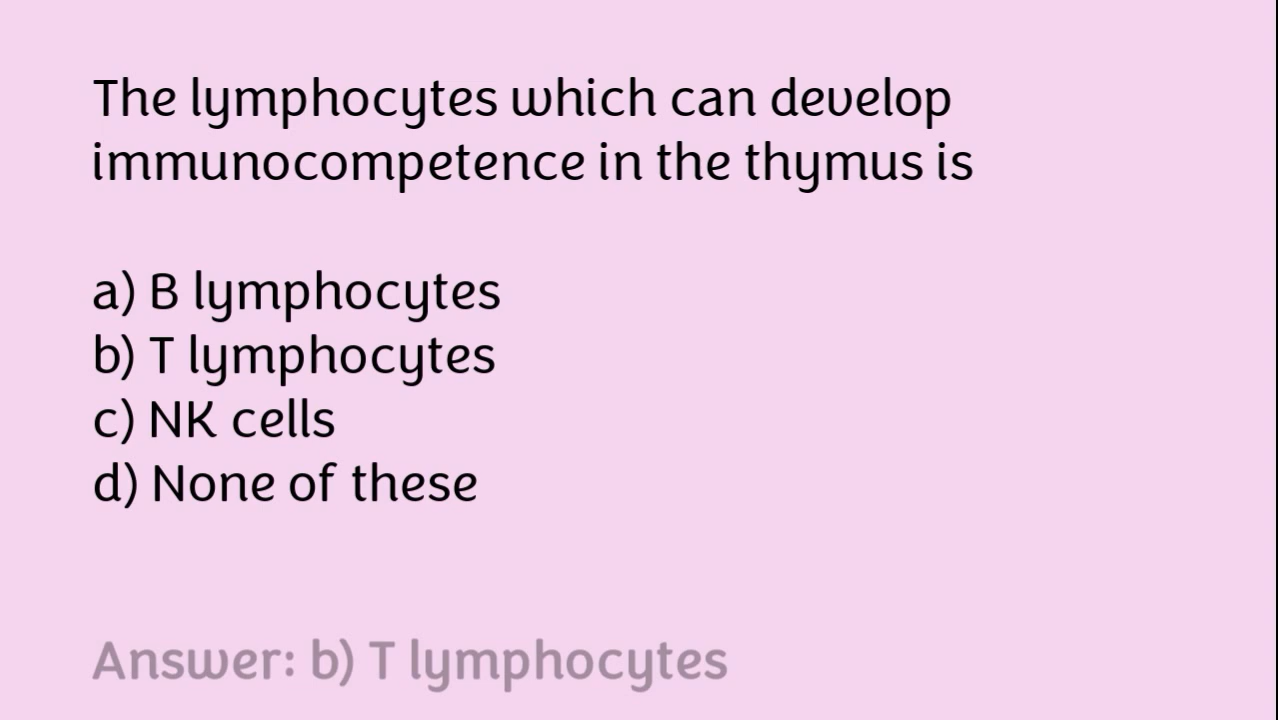 The lymphocytes which can develop
immunocompetence in the thymus is
a) B lymphocytes
b) T lymphocytes
c) NK cells
d) None of these
Answer: b) T lymphocytes